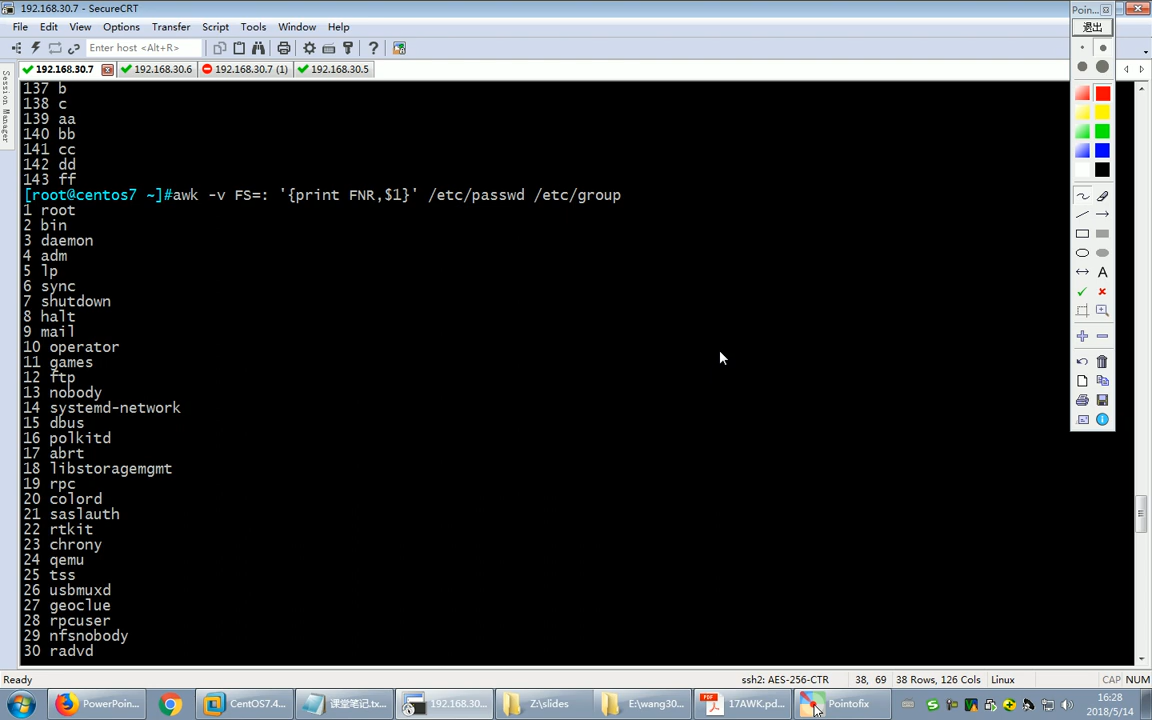 192.168.30.7 - SecureCRT
Poin...
File Edit View Options Transfer Script Tools Window Help
退出
Enter host <Alt+R>
192.168.30.7 192.168.30.6 192.168.30.7 (1) 192.168.30.5
Session Manager
137 b
138 c
139 aa
140 bb
141 cc
142 dd
143 ff
[root@centos7 ~]#awk -v FS=: '{print FNR,$1}' /etc/passwd /etc/group
1 root
2 bin
3 daemon
4 adm
5 lp
6 sync
7 shutdown
8 halt
9 mail
10 operator
11 games
12 ftp
13 nobody
14 systemd-network
15 dbus
16 polkitd
17 abrt
18 libstoragemgmt
19 rpc
20 colord
21 saslauth
22 rtkit
23 chrony
24 qemu
25 tss
26 usbmuxd
27 geoclue
28 rpcuser
29 nfsnobody
30 radvd
Ready ssh2: AES-256-CTR 38, 69 38 Rows, 126 Cols Linux CAP NUM
PowerPoin... CentOS7.4... 课堂笔记.tx... 192.168.30... Z:\slides E:\wang30... 17AWK.pd... Pointofix
16:28
2018/5/14